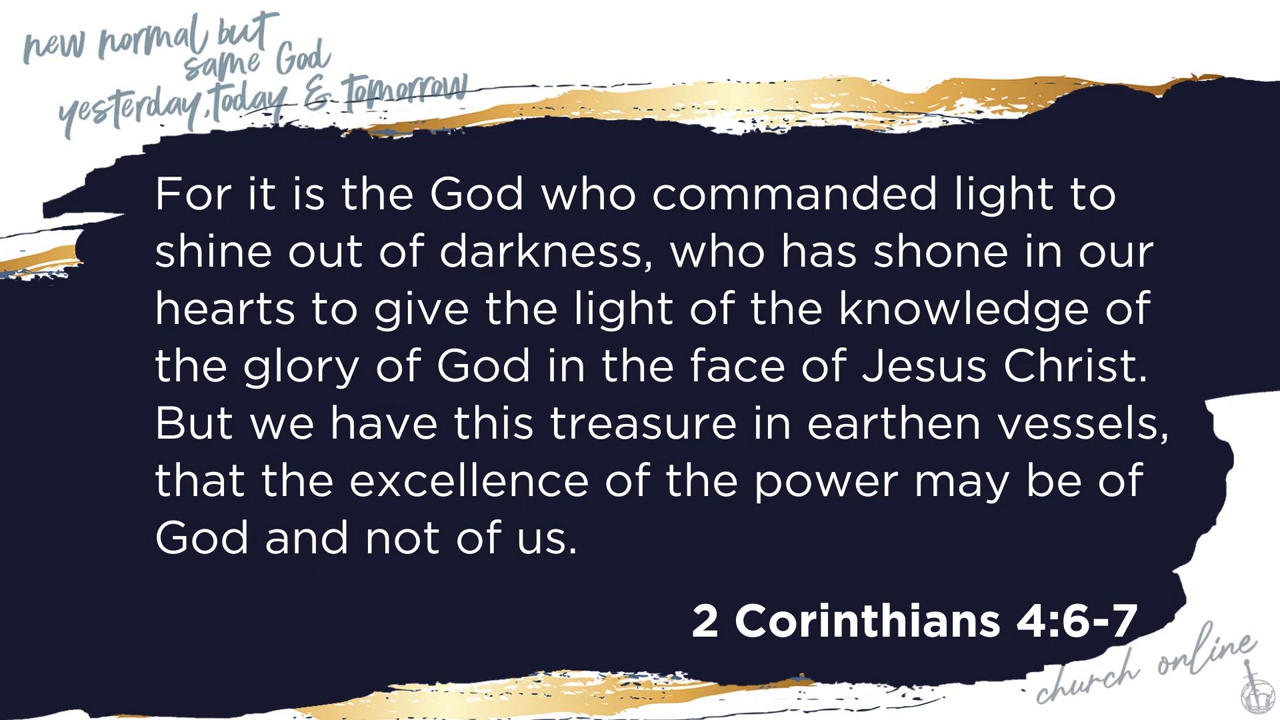 new normal but
same God
yesterday, today & tomorrow
For it is the God who commanded light to
shine out of darkness, who has shone in our
hearts to give the light of the knowledge of
the glory of God in the face of Jesus Christ.
But we have this treasure in earthen vessels,
that the excellence of the power may be of
God and not of us.
2 Corinthians 4:6-7
church online